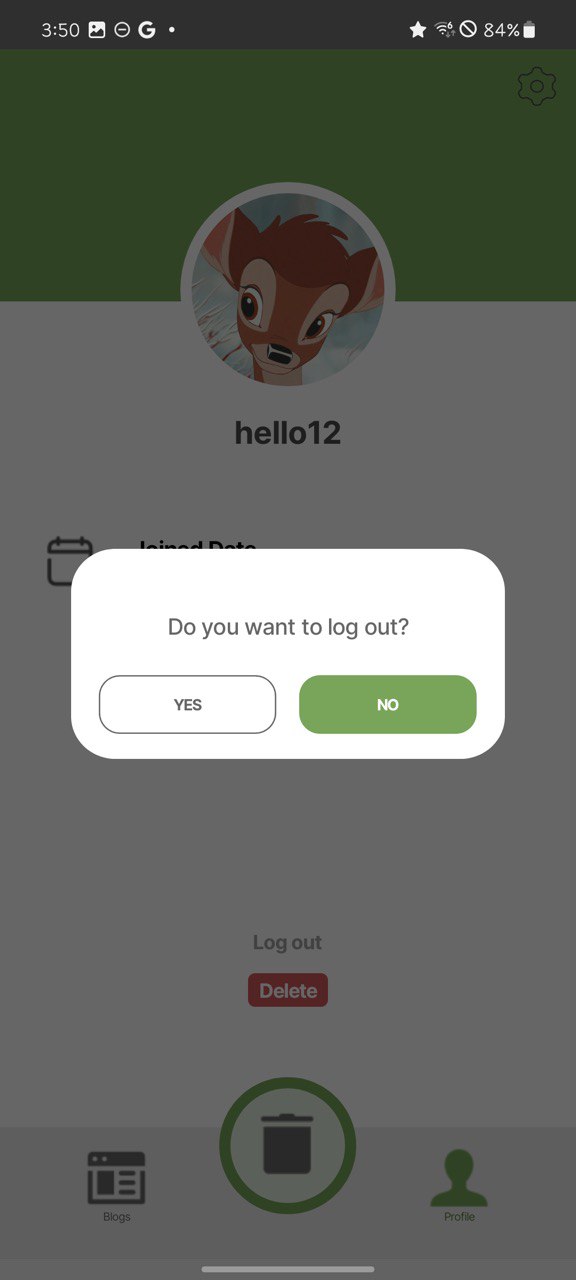 3:50 G 84%
hello12
Joined Date
Do you want to log out?
YES NO
Log out
Delete
Blogs Profile